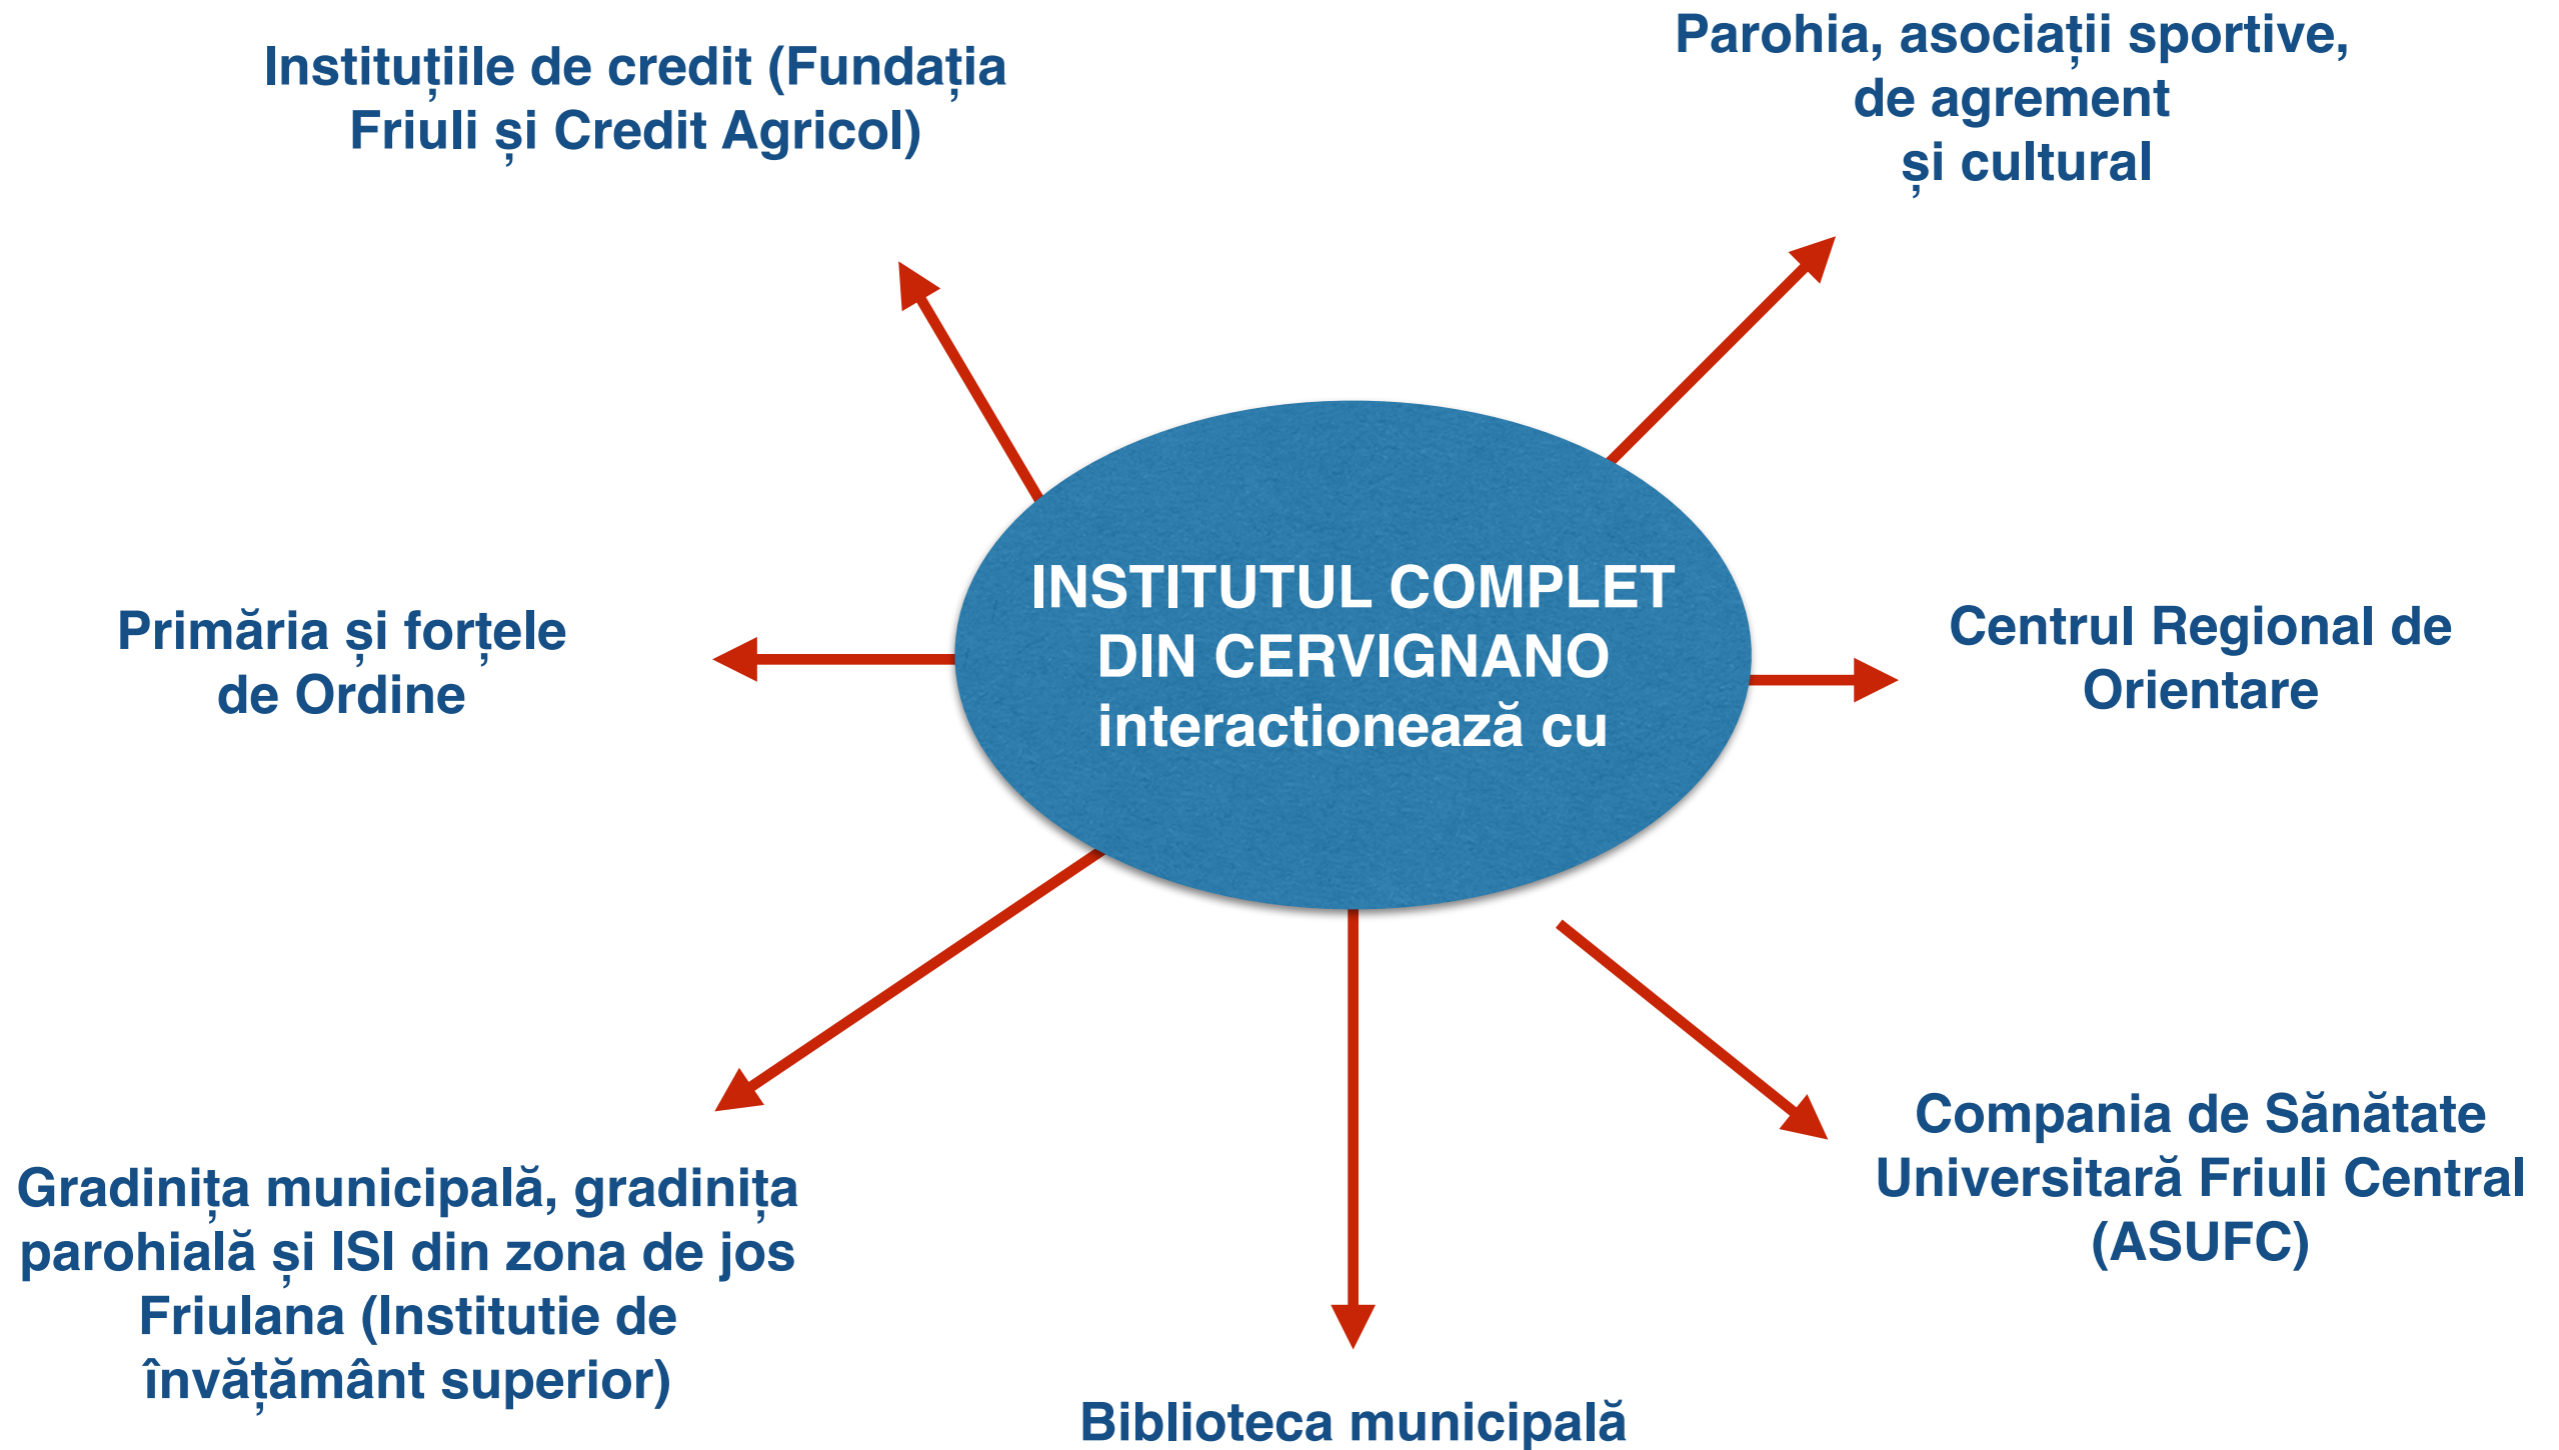 Instituțiile de credit (Fundația
Friuli și Credit Agricol)
Parohia, asociații sportive,
de agrement
și cultural
INSTITUTUL COMPLET
DIN CERVIGNANO
interactionează cu
Primăria și forțele
de Ordine
Centrul Regional de
Orientare
Gradinița municipală, gradinița
parohială și ISI din zona de jos
Friulana (Institutie de
învățământ superior)
Biblioteca municipală
Compania de Sănătate
Universitară Friuli Central
(ASUFC)